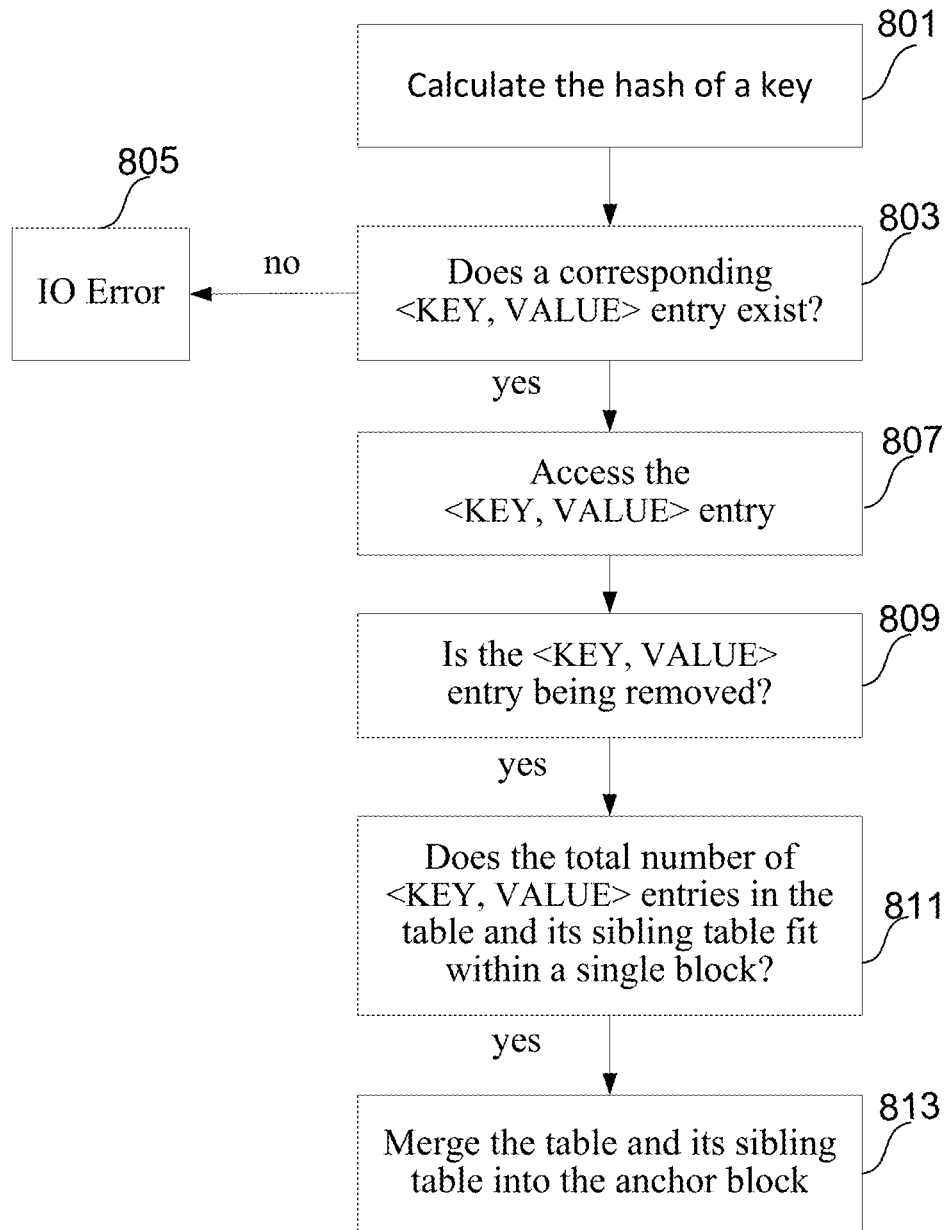 801
Calculate the hash of a key
805
803
IO Error
no
Does a corresponding
<KEY, VALUE> entry exist?
yes
807
Access the
<KEY, VALUE> entry
809
Is the <KEY, VALUE>
entry being removed?
yes
Does the total number of
<KEY, VALUE> entries in the
table and its sibling table fit
within a single block?
811
yes
813
Merge the table and its sibling
table into the anchor block